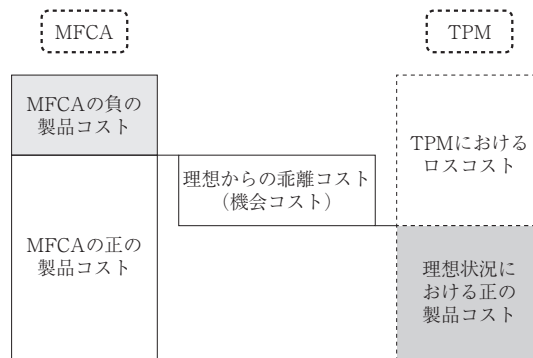 MFCA
TPM
MFCAの負の
製品コスト
TPMにおける
ロスコスト
理想からの乖離コスト
（機会コスト）
MFCAの正の
製品コスト
理想状況に
おける正の
製品コスト